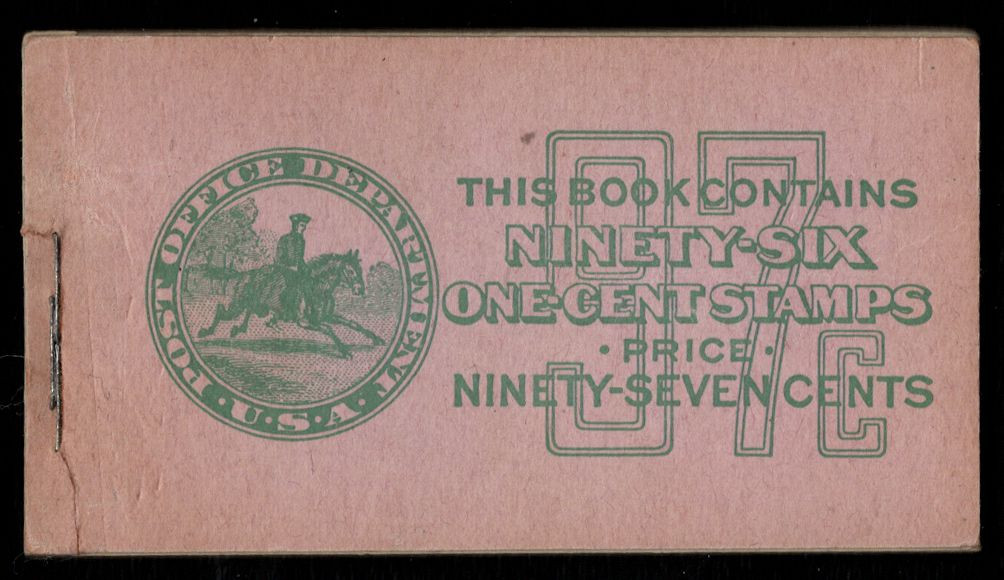 POST OFFICE DEPARTMENT
· U · S · A ·
97c
THIS BOOK CONTAINS
NINETY-SIX
ONE-CENT STAMPS
· PRICE ·
NINETY-SEVEN CENTS